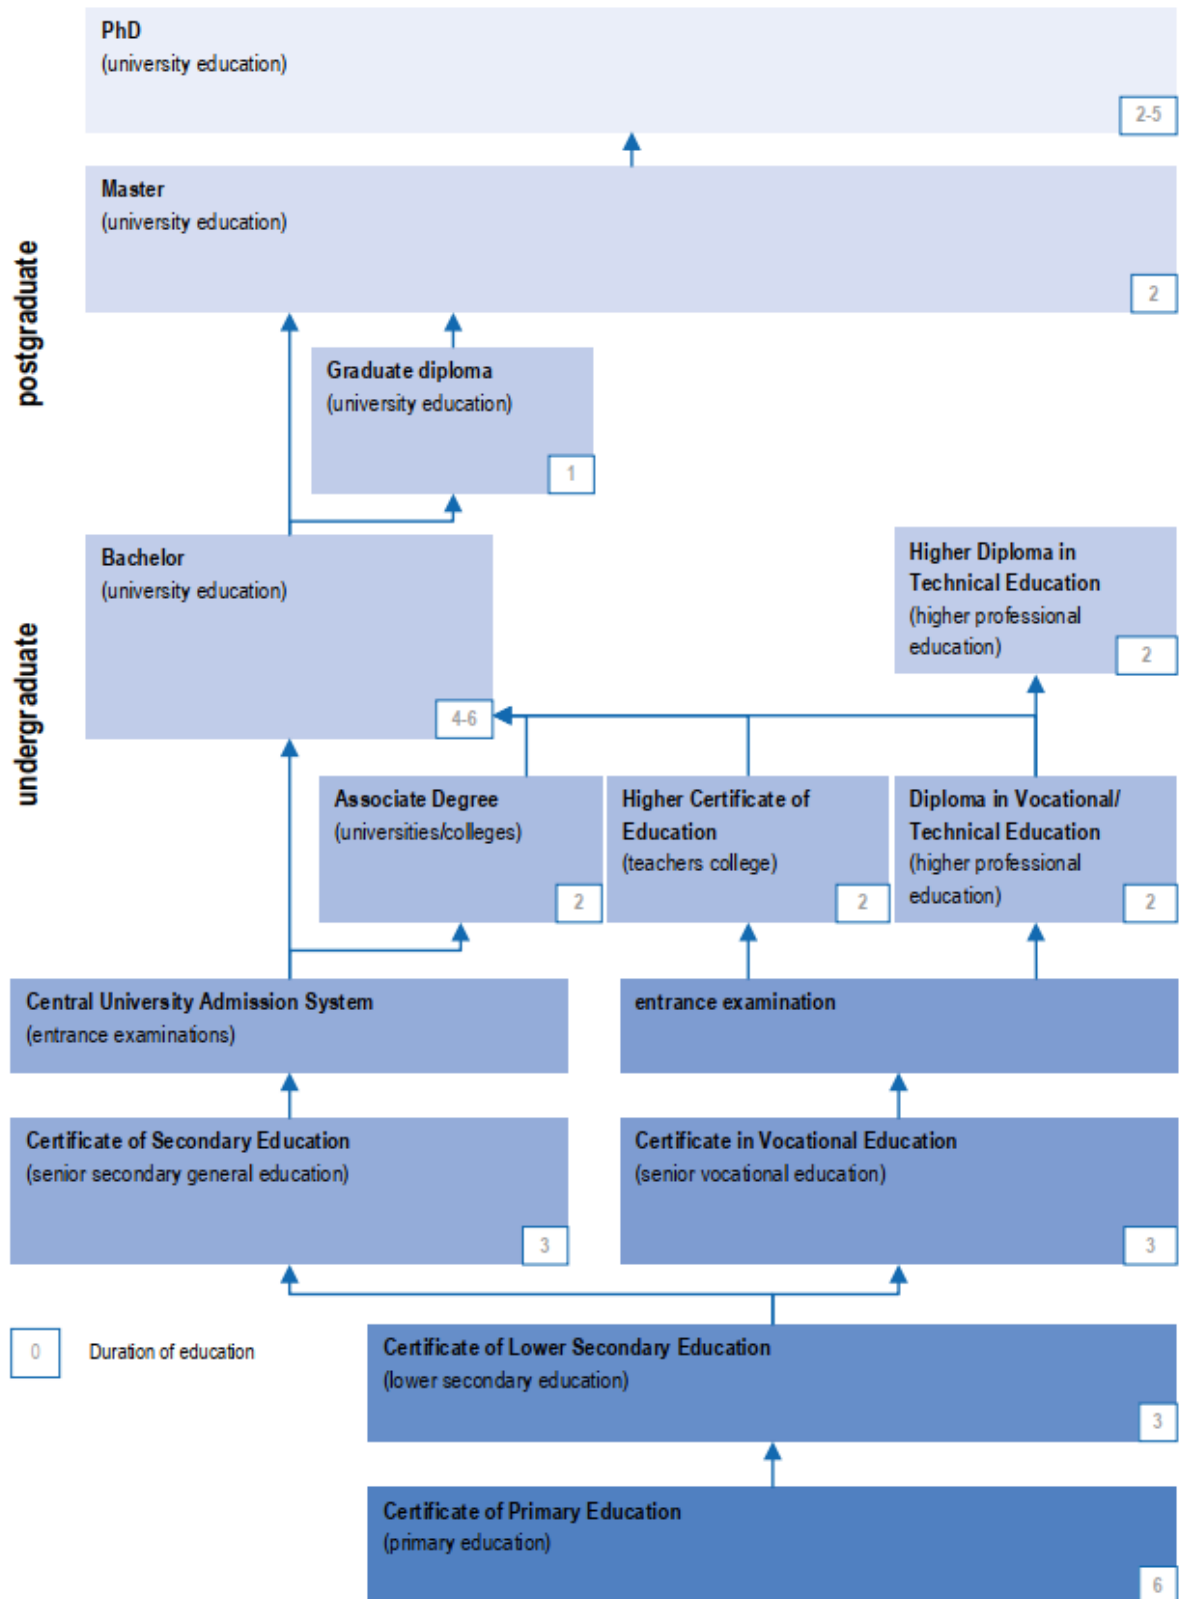 PhD
(university education)
2-5
Master
(university education)
2
postgraduate
Graduate diploma
(university education)
1
Bachelor
(university education)
4-6
Higher Diploma in
Technical Education
(higher professional
education)
2
undergraduate
Associate Degree
(universities/colleges)
2
Higher Certificate of
Education
(teachers college)
2
Diploma in Vocational/
Technical Education
(higher professional
education)
2
Central University Admission System
(entrance examinations)
entrance examination
Certificate of Secondary Education
(senior secondary general education)
3
Certificate in Vocational Education
(senior vocational education)
3
0
Duration of education
Certificate of Lower Secondary Education
(lower secondary education)
3
Certificate of Primary Education
(primary education)
6